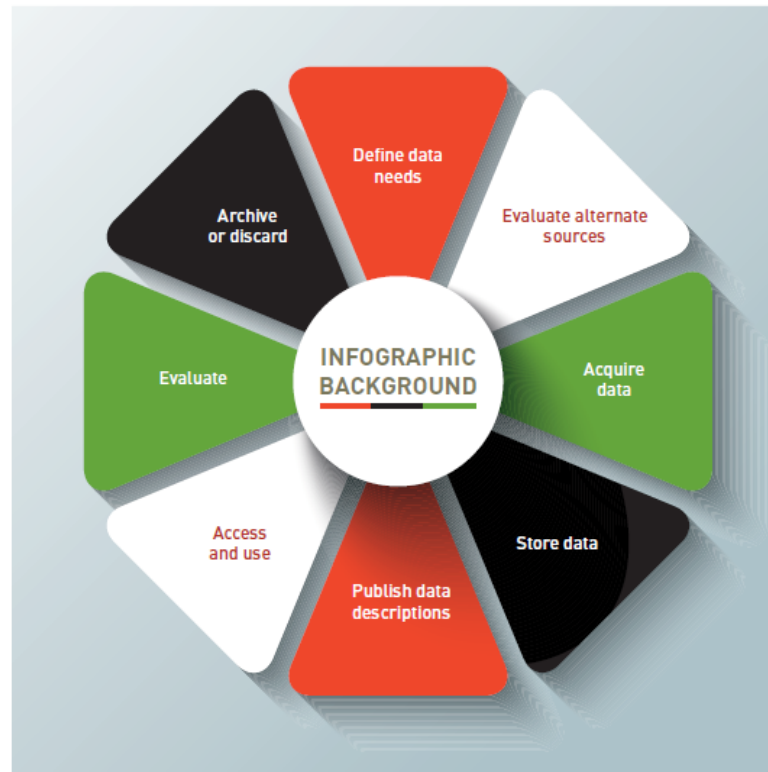 Define data
needs
Evaluate alternate
sources
Acquire
data
Store data
Publish data
descriptions
Access
and use
Evaluate
Archive
or discard
INFOGRAPHIC
BACKGROUND